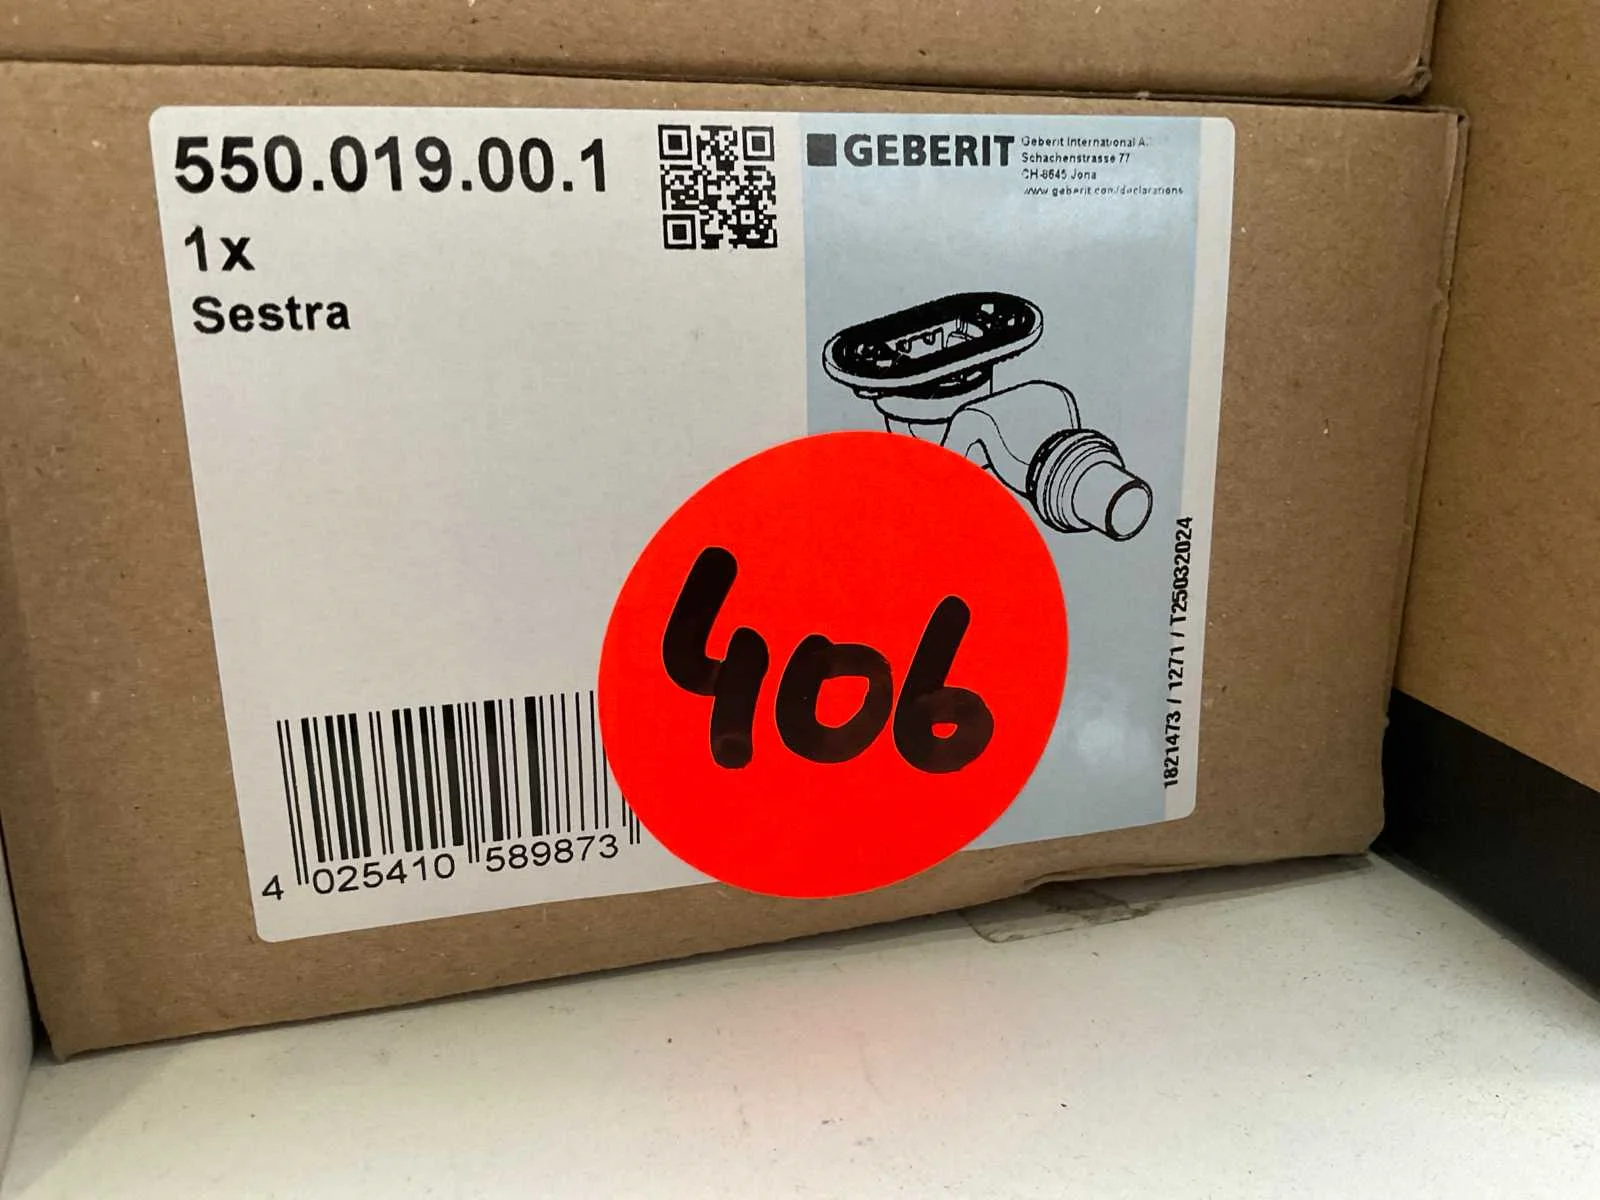 550.019.00.1
1x
Sestra
GEBERIT
Geberit International A
Schachenstrasse 77
CH-8645 Jona
www.geberit.com/declarations
406
1821473 / 1271 / T25032024
4 025410 589873